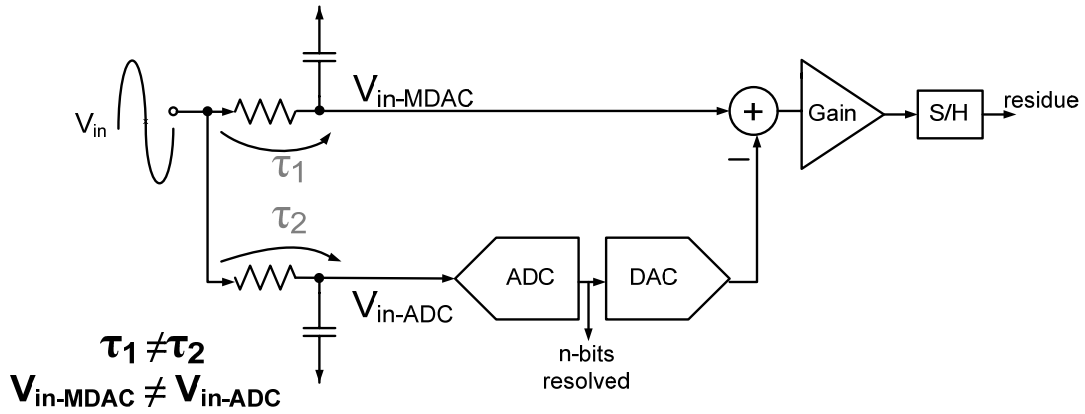 V_in-MDAC
V_in
+
Gain
S/H
residue
τ₁
−
τ₂
ADC
DAC
V_in-ADC
n-bits
resolved
τ₁ ≠ τ₂
V_in-MDAC ≠ V_in-ADC